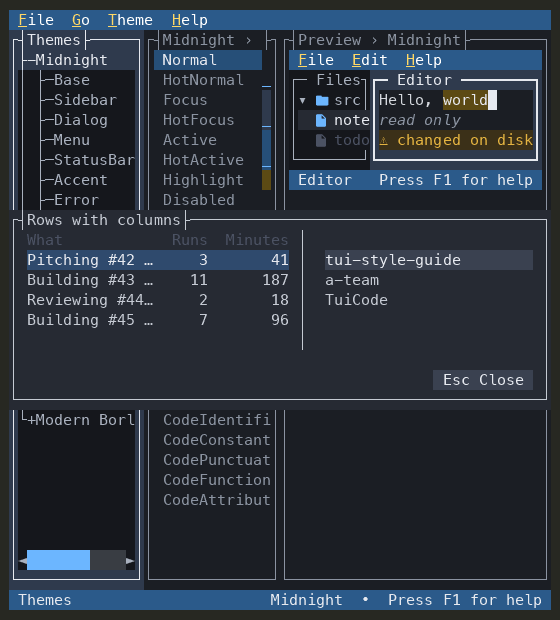 File Go Theme Help
Themes
Midnight
Base
Sidebar
Dialog
Menu
StatusBar
Accent
Error
Midnight ›
Normal
HotNormal
Focus
HotFocus
Active
HotActive
Highlight
Disabled
Preview › Midnight
File Edit Help
Files
▾ src
note
todo
Editor
Hello, world
read only
⚠ changed on disk
Editor Press F1 for help
Rows with columns
What Runs Minutes
Pitching #42 … 3 41
Building #43 … 11 187
Reviewing #44… 2 18
Building #45 … 7 96
tui-style-guide
a-team
TuiCode
Esc Close
+Modern Borl
CodeIdentifi
CodeConstant
CodePunctuat
CodeFunction
CodeAttribut
Themes Midnight • Press F1 for help